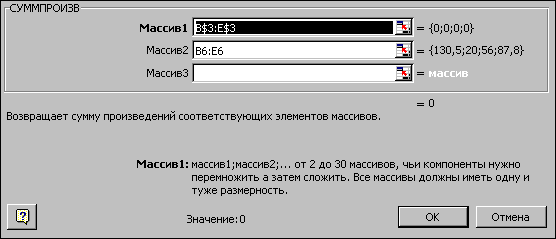 СУММПРОИЗВ
Массив1 B$3:E$3 = {0;0;0;0}
Массив2 B6:E6 = {130,5;20;56;87,8}
Массив3 = массив
= 0
Возвращает сумму произведений соответствующих элементов массивов.
Массив1: массив1;массив2;... от 2 до 30 массивов, чьи компоненты нужно
перемножить а затем сложить. Все массивы должны иметь одну и
туже размерность.
? Значение:0 OK Отмена